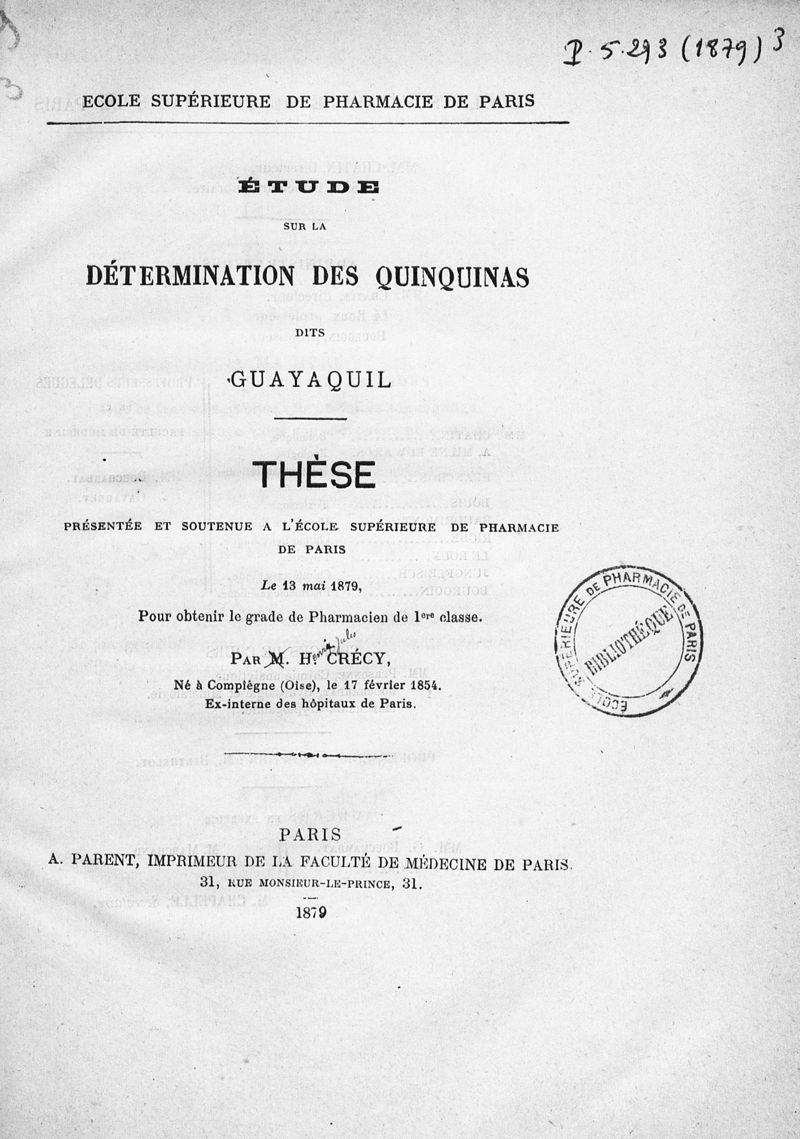 P. 5.293 (1879) 3
ECOLE SUPÉRIEURE DE PHARMACIE DE PARIS
ÉTUDE
SUR LA
DÉTERMINATION DES QUINQUINAS
DITS
GUAYAQUIL
THÈSE
PRÉSENTÉE ET SOUTENUE A L'ÉCOLE SUPÉRIEURE DE PHARMACIE
DE PARIS
Le 13 mai 1879,
Pour obtenir le grade de Pharmacien de 1ere classe.
Jules
PAR M. H. CRÉCY,
Né à Complègne (Oise), le 17 février 1854.
Ex-interne des hôpitaux de Paris.
ÉCOLE SUPÉRIEURE DE PHARMACIE DE PARIS
BIBLIOTHÈQUE
PARIS
A. PARENT, IMPRIMEUR DE LA FACULTÉ DE MÉDECINE DE PARIS.
31, RUE MONSIEUR-LE-PRINCE, 31.
1879